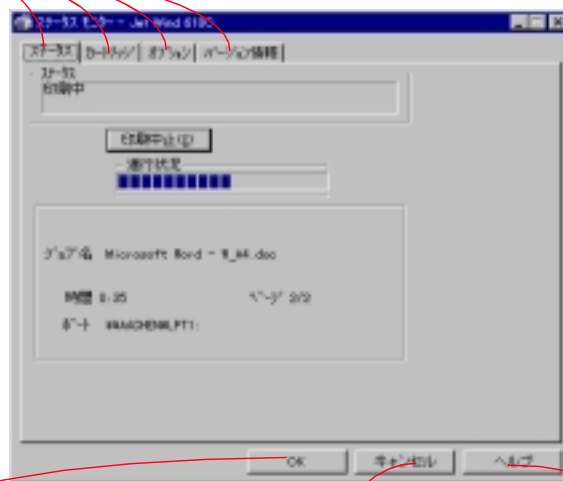 ステータス モニター - Jet Wind 610C
ステータス カートリッジ オプション バージョン情報
ステータス
印刷中
印刷中止(C)
進行状況
ジョブ名 Microsoft Word -
時間 0:25 ページ 2/2
ポート
OK キャンセル ヘルプ